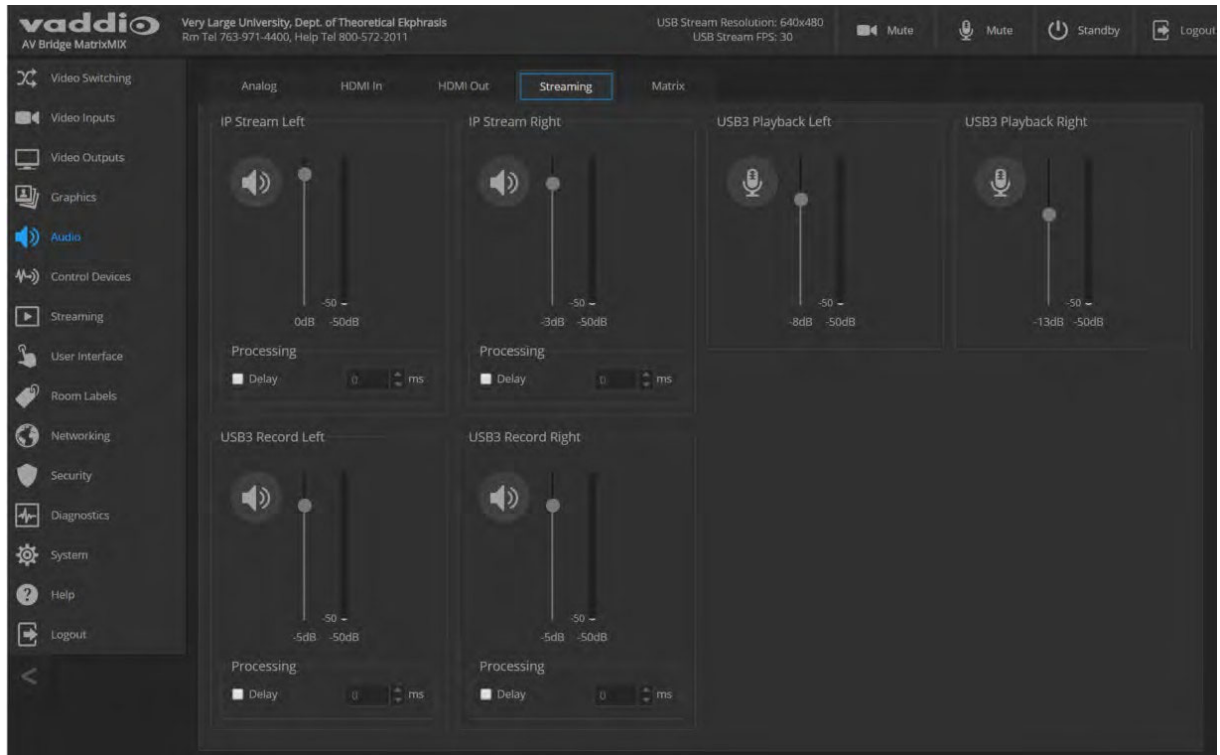 vaddio
AV Bridge MatrixMIX
Very Large University, Dept. of Theoretical Ekphrasis
Rm Tel 763-971-4400, Help Tel 800-572-2011
USB Stream Resolution: 640x480
USB Stream FPS: 30
Mute
Mute
Standby
Logout
Video Switching
Video Inputs
Video Outputs
Graphics
Audio
Control Devices
Streaming
User Interface
Room Labels
Networking
Security
Diagnostics
System
Help
Logout
<
Analog HDMI In HDMI Out Streaming Matrix
IP Stream Left
-50
0dB -50dB
Processing
Delay 0 ms
IP Stream Right
-50
-3dB -50dB
Processing
Delay 0 ms
USB3 Playback Left
-50
-8dB -50dB
USB3 Playback Right
-50
-13dB -50dB
USB3 Record Left
-50
-5dB -50dB
Processing
Delay 0 ms
USB3 Record Right
-50
-5dB -50dB
Processing
Delay 0 ms